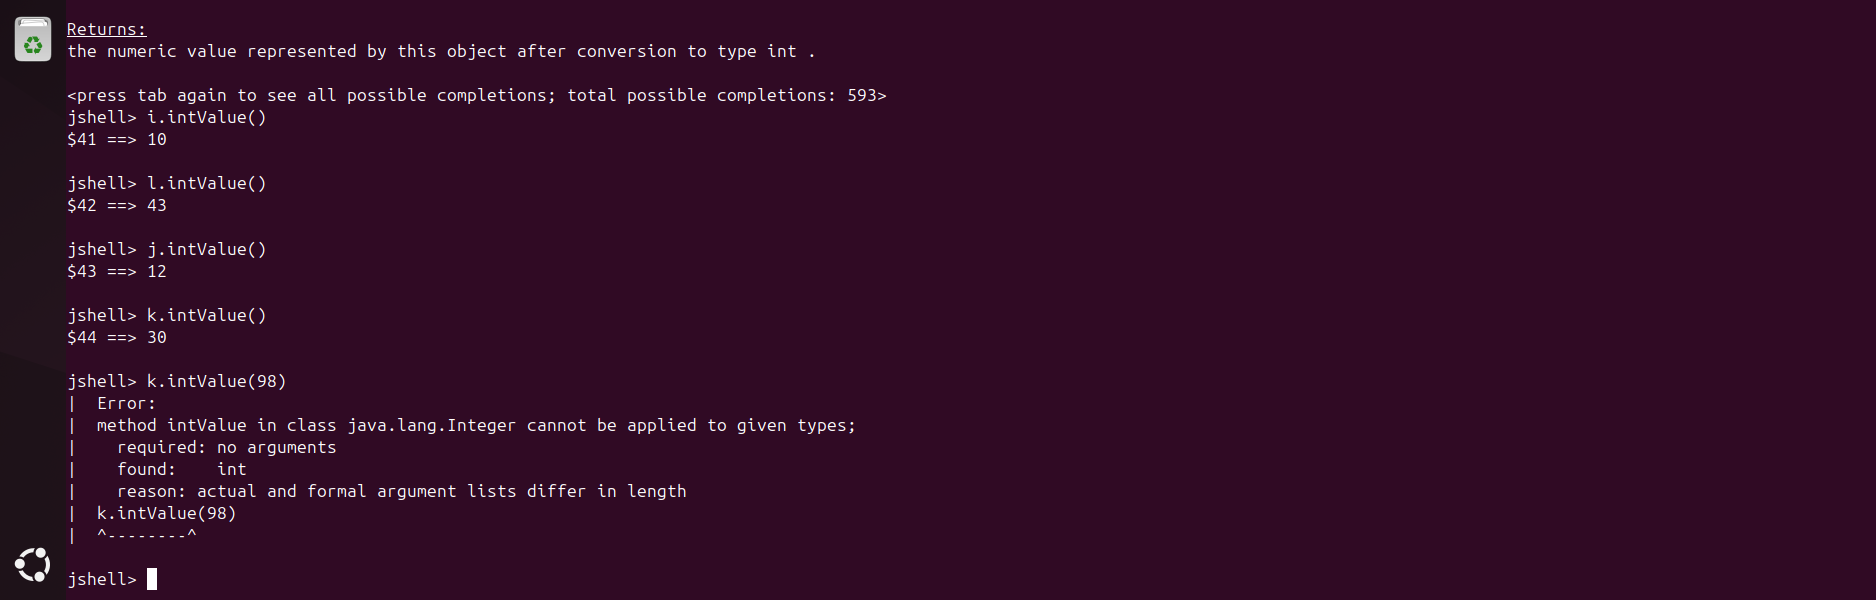 Returns:
the numeric value represented by this object after conversion to type int .
<press tab again to see all possible completions; total possible completions: 593>
jshell> i.intValue()
$41 ==> 10
jshell> l.intValue()
$42 ==> 43
jshell> j.intValue()
$43 ==> 12
jshell> k.intValue()
$44 ==> 30
jshell> k.intValue(98)
|  Error:
|  method intValue in class java.lang.Integer cannot be applied to given types;
|    required: no arguments
|    found:    int
|    reason: actual and formal argument lists differ in length
|  k.intValue(98)
|  ^--------^
jshell>